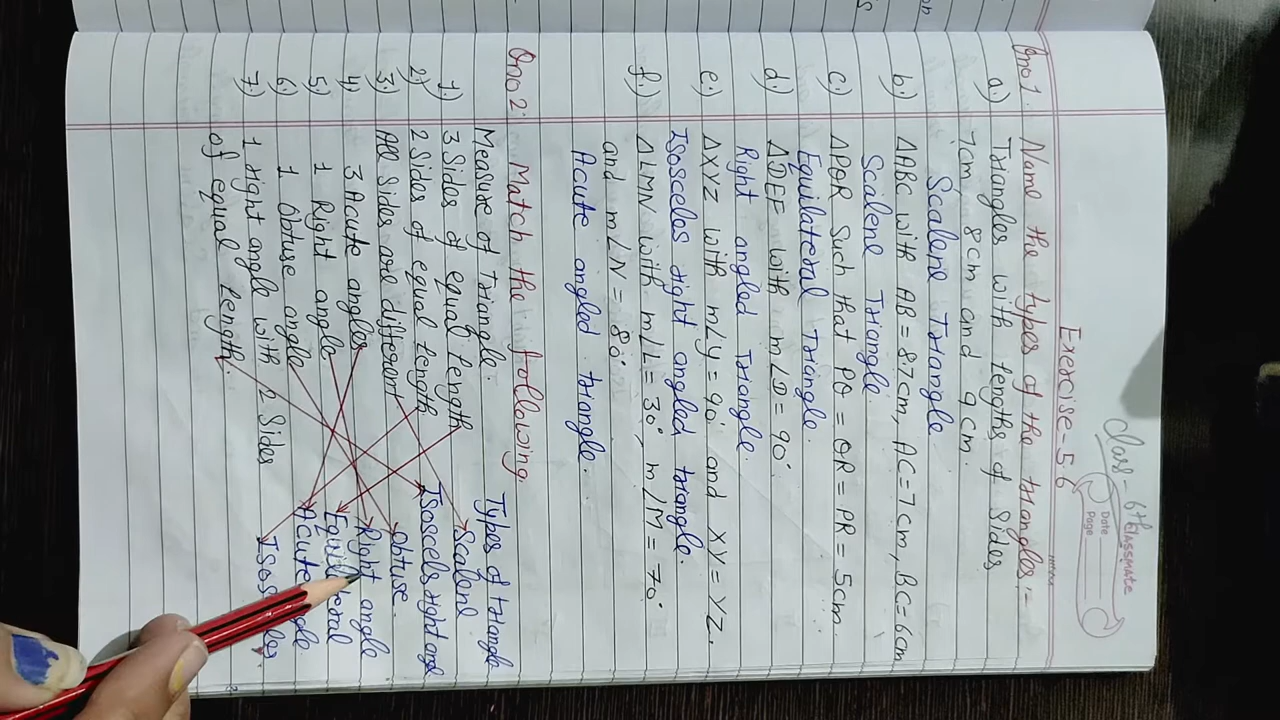 Class - 6th
classmate
Date
Page
Exercise - 5.6
Qno 1. Name the types of the triangles:-
a.) Triangles with lengths of Sides
7cm, 8cm and 9cm.
Scalene Triangle
b.) ΔABC with AB = 8.7cm, AC=7cm, BC=6cm
Scalene Triangle.
c.) ΔPQR Such that PQ = QR = PR = 5cm.
Equilateral Triangle.
d.) ΔDEF with m∠D = 90°.
Right angled triangle.
e.) ΔXYZ with m∠y = 90° and XY = YZ.
Isosceles right angled triangle.
f.) ΔLMN with m∠L = 30°, m∠M = 70°
and m∠N = 80°
Acute angled triangle.
Qno 2. Match the following.
Measure of Triangle. Types of triangle
1.) 3 Sides of equal length Scalene
2.) 2 Sides of equal length Isoscels right angl
3.) All Sides are different obtuse.
4.) 3 Acute angles Right angle
5.) 1 Right angle
6.) 1 obtuse angle Acute
7.) 1 right angle with 2 Sides
of equal length.